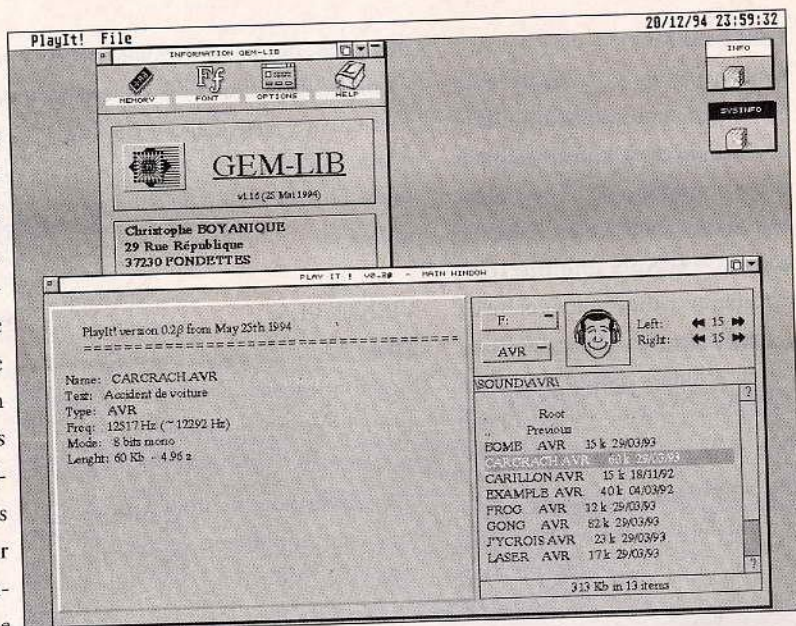 20/12/94 23:59:32
PlayIt! File
INFORMATION GEM-LIB
MEMORY FONT OPTIONS HELP
INFO
SYSINFO
GEM-LIB
v1.16 (25 Mai 1994)
Christophe BOYANIQUE
29 Rue République
37230 FONDETTES
PLAY IT ! v0.2β - MAIN WINDOW
PlayIt! version 0.2β from May 25th 1994
====================================
Name: CARCRACH.AVR
Text: Accident de voiture
Type: AVR
Freq: 12517 Hz (~12292 Hz)
Mode: 8 bits mono
Lenght: 60 Kb - 4.96 s
F:
AVR
Left: 15
Right: 15
\SOUND\AVR\
. Root
.. Previous
BOMB AVR 15 k 29/03/93
CARCRACH AVR 60 k 29/03/93
CARILLON AVR 15 k 18/11/92
EXAMPLE AVR 40 k 04/03/92
FROG AVR 12 k 29/03/93
GONG AVR 82 k 29/03/93
J'YCROIS AVR 23 k 29/03/93
LASER AVR 17 k 29/03/93
313 Kb in 13 items